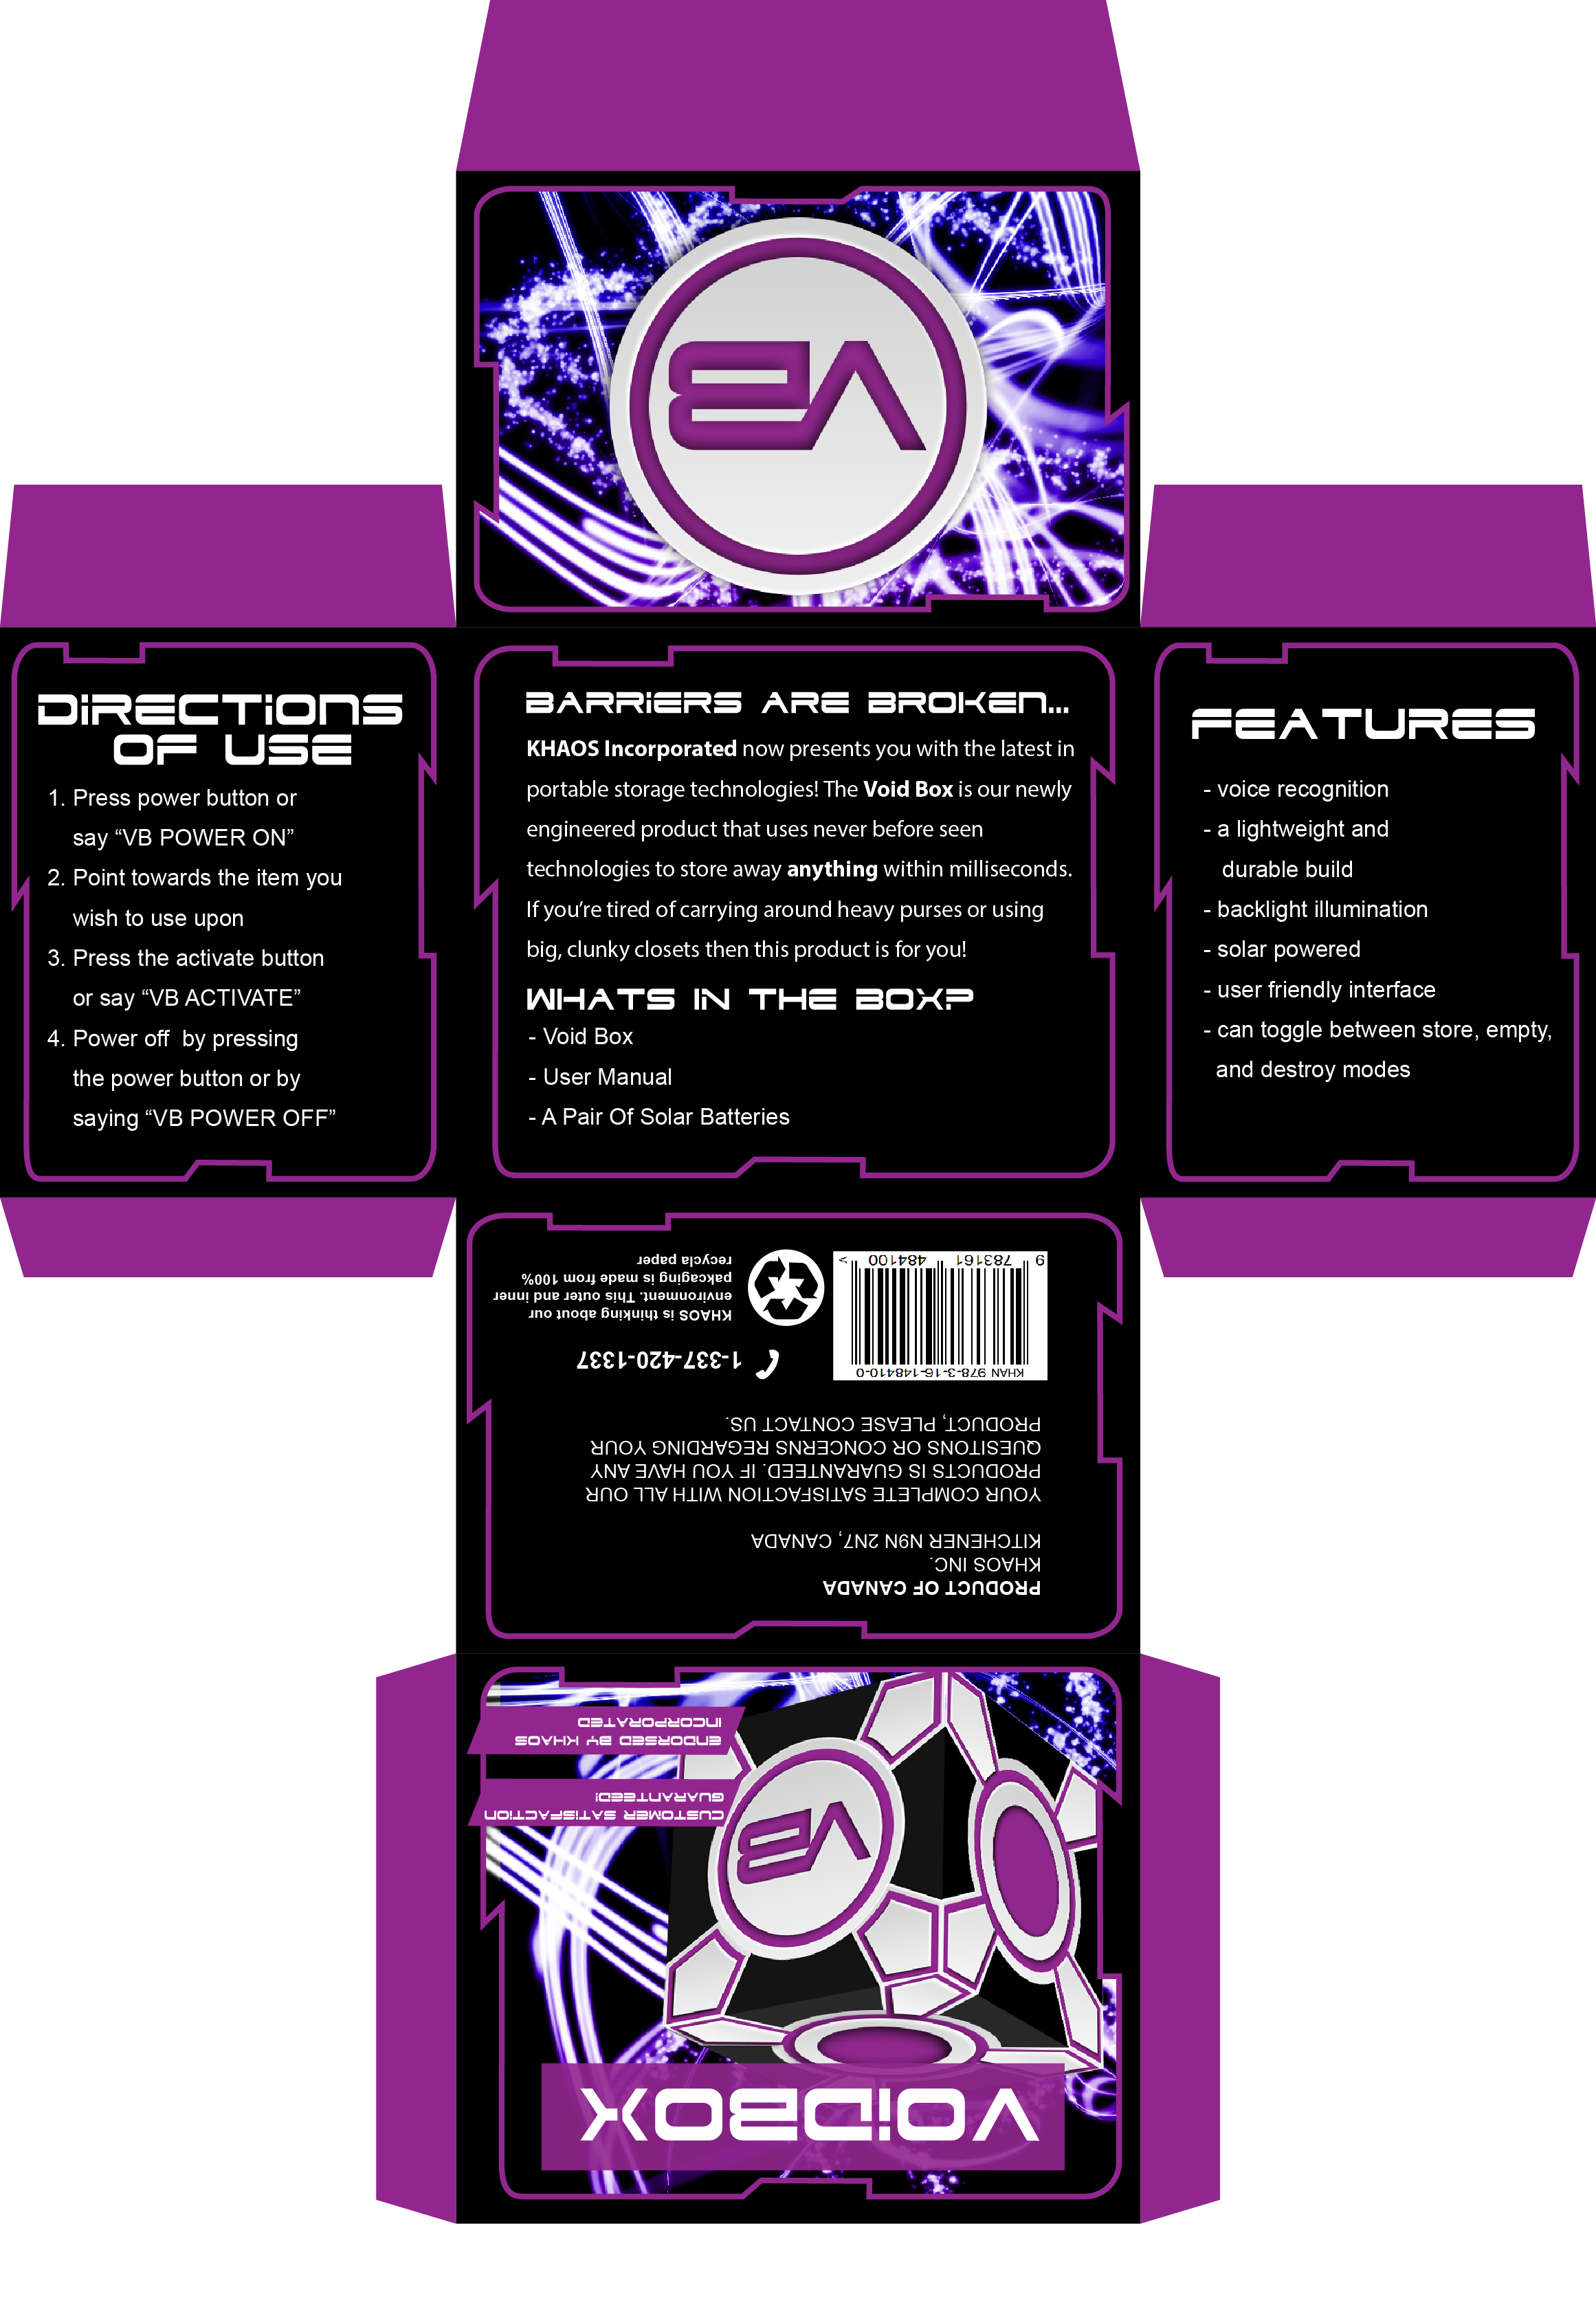 VB
DiRECTiONS
OF USE
1. Press power button or
say “VB POWER ON”
2. Point towards the item you
wish to use upon
3. Press the activate button
or say “VB ACTIVATE”
4. Power off by pressing
the power button or by
saying “VB POWER OFF”
BARRiERS ARE BROKEN...
KHAOS Incorporated now presents you with the latest in
portable storage technologies! The Void Box is our newly
engineered product that uses never before seen
technologies to store away anything within milliseconds.
If you’re tired of carrying around heavy purses or using
big, clunky closets then this product is for you!
WHATS IN THE BOX?
- Void Box
- User Manual
- A Pair Of Solar Batteries
FEATURES
- voice recognition
- a lightweight and
durable build
- backlight illumination
- solar powered
- user friendly interface
- can toggle between store, empty,
and destroy modes
PRODUCT OF CANADA
KHAOS INC.
KITCHENER N9N 2N7, CANADA
YOUR COMPLETE SATISFACTION WITH ALL OUR
PRODUCTS IS GUARANTEED. IF YOU HAVE ANY
QUESITONS OR CONCERNS REGARDING YOUR
PRODUCT, PLEASE CONTACT US.
KHAN 978-3-16-148410-0
9 783161 484100 >
1-337-420-1337
KHAOS is thinking about our
environment. This outer and inner
pakcaging is made from 100%
recycla paper
VOiDBOX
VB
CUSTOMER SATiSFACTiON
GUARANTEED!
ENDORSED BY KHAOS
INCORPORATED